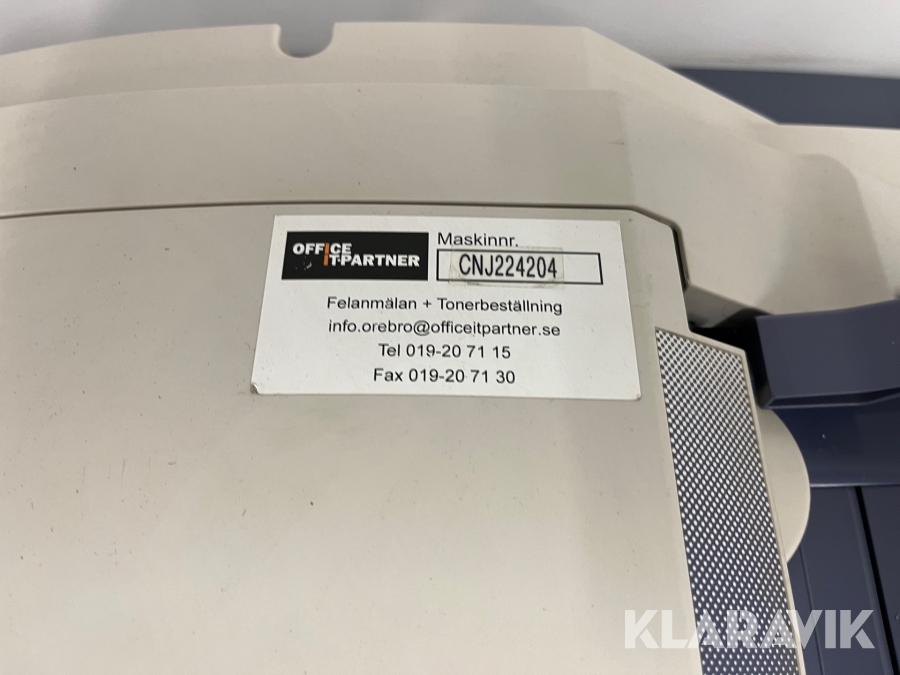 OFFICE
IT-PARTNER
Maskinnr.
CNJ224204
Felanmälan + Tonerbeställning
info.orebro@officeitpartner.se
Tel 019-20 71 15
Fax 019-20 71 30
KLARAVIK